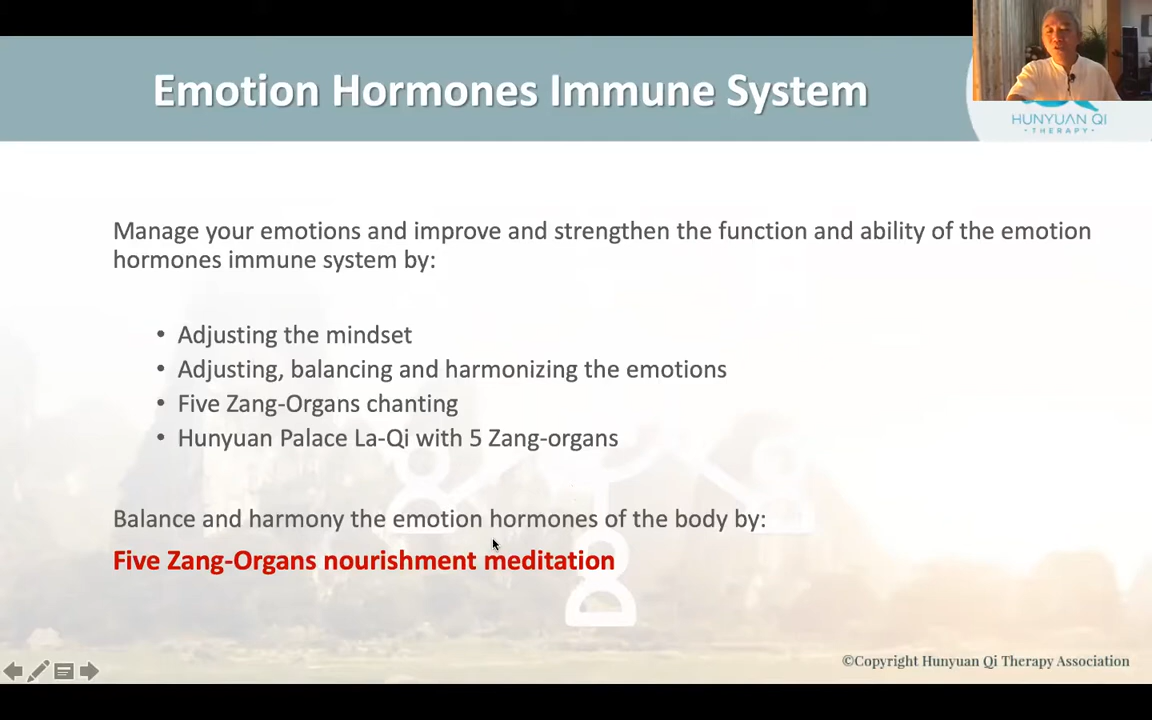 Emotion Hormones Immune System
HUNYUAN QI
• THERAPY •
Manage your emotions and improve and strengthen the function and ability of the emotion
hormones immune system by:
• Adjusting the mindset
• Adjusting, balancing and harmonizing the emotions
• Five Zang-Organs chanting
• Hunyuan Palace La-Qi with 5 Zang-organs
Balance and harmony the emotion hormones of the body by:
Five Zang-Organs nourishment meditation
©Copyright Hunyuan Qi Therapy Association